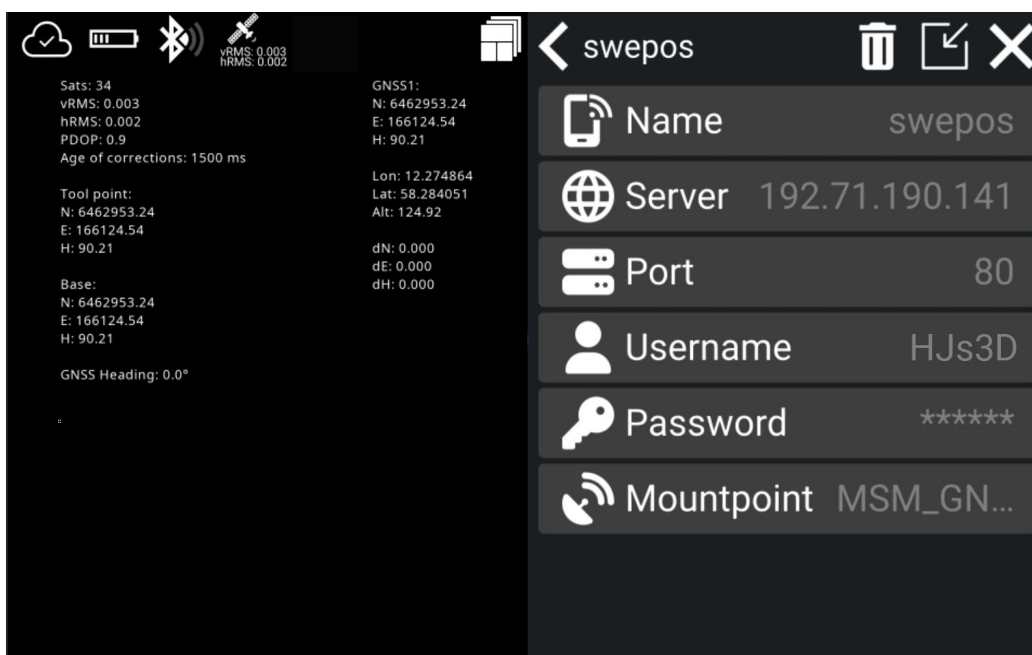 vRMS: 0.003
hRMS: 0.002
Sats: 34
vRMS: 0.003
hRMS: 0.002
PDOP: 0.9
Age of corrections: 1500 ms
Tool point:
N: 6462953.24
E: 166124.54
H: 90.21
Base:
N: 6462953.24
E: 166124.54
H: 90.21
GNSS Heading: 0.0°
GNSS1:
N: 6462953.24
E: 166124.54
H: 90.21
Lon: 12.274864
Lat: 58.284051
Alt: 124.92
dN: 0.000
dE: 0.000
dH: 0.000
swepos
Name swepos
Server 192.71.190.141
Port 80
Username HJs3D
Password ******
Mountpoint MSM_GN...